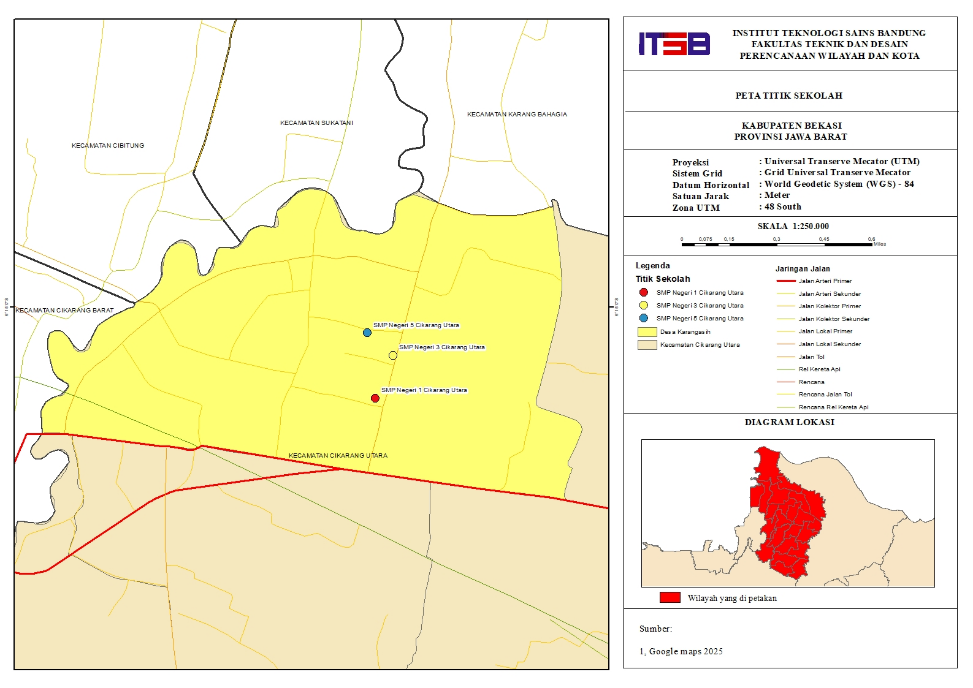 KECAMATAN CIBITUNG
KECAMATAN SUKATANI
KECAMATAN KARANG BAHAGIA
KECAMATAN CIKARANG BARAT
SMP Negeri 5 Cikarang Utara
SMP Negeri 3 Cikarang Utara
SMP Negeri 1 Cikarang Utara
KECAMATAN CIKARANG UTARA
ITSB
INSTITUT TEKNOLOGI SAINS BANDUNG
FAKULTAS TEKNIK DAN DESAIN
PERENCANAAN WILAYAH DAN KOTA
PETA TITIK SEKOLAH
KABUPATEN BEKASI
PROVINSI JAWA BARAT
Proyeksi : Universal Transerve Mecator (UTM)
Sistem Grid : Grid Universal Transerve Mecator
Datum Horizontal : World Geodetic System (WGS) - 84
Satuan Jarak : Meter
Zona UTM : 48 South
SKALA 1:250.000
0 0,075 0,15 0,3 0,45 0,6
Miles
Legenda
Titik Sekolah
SMP Negeri 1 Cikarang Utara
SMP Negeri 3 Cikarang Utara
SMP Negeri 5 Cikarang Utara
Desa Karangasih
Kecamatan Cikarang Utara
Jaringan Jalan
Jalan Arteri Primer
Jalan Arteri Sekunder
Jalan Kolektor Primer
Jalan Kolektor Sekunder
Jalan Lokal Primer
Jalan Lokal Sekunder
Jalan Tol
Rel Kereta Api
Rencana
Rencana Jalan Tol
Rencana Rel Kereta Api
DIAGRAM LOKASI
Wilayah yang di petakan
Sumber:
1, Google maps 2025